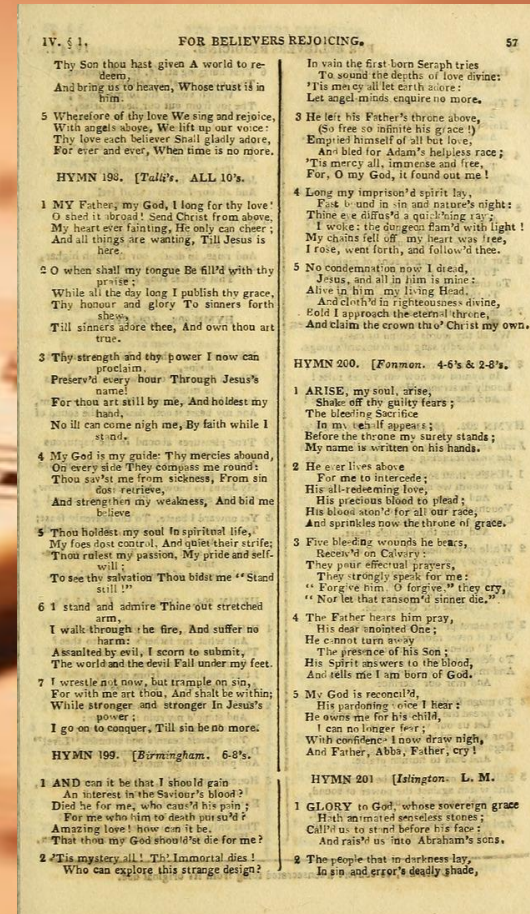 IV. § 1. FOR BELIEVERS REJOICING. 57
Thy Son thou hast given A world to re-
deem,
And bring us to heaven, Whose trust is in
him.
5 Wherefore of thy love We sing and rejoice,
With angels above, We lift up our voice:
Thy love each believer Shall gladly adore,
For ever and ever, When time is no more.
HYMN 198. [Talli's. ALL 10's.
1 MY Father, my God, I long for thy love!
O shed it abroad! Send Christ from above,
My heart ever fainting, He only can cheer;
And all things are wanting, Till Jesus is
here.
2 O when shall my tongue Be fill'd with thy
praise;
While all the day long I publish thy grace,
Thy honour and glory To sinners forth
shew,
Till sinners adore thee, And own thou art
true.
3 Thy strength and thy power I now can
proclaim,
Preserv'd every hour Through Jesus's
name!
For thou art still by me, And holdest my
hand,
No ill can come nigh me, By faith while I
stand.
4 My God is my guide: Thy mercies abound,
On every side They compass me round:
Thou sav'st me from sickness, From sin
dost retrieve,
And strengthen my weakness, And bid me
believe
5 Thou holdest my soul In spiritual life,
My foes dost control, And quiet their strife;
Thou rulest my passion, My pride and self-
will;
To see thy salvation Thou bidst me "Stand
still!"
6 I stand and admire Thine out stretched
arm,
I walk through the fire, And suffer no
harm:
Assaulted by evil, I scorn to submit,
The world and the devil Fall under my feet.
7 I wrestle not now, but trample on sin,
For with me art thou, And shalt be within;
While stronger and stronger In Jesus's
power;
I go on to conquer, Till sin be no more.
HYMN 199. [Birmingham. 6-8's.
1 AND can it be that I should gain
An interest in the Saviour's blood?
Died he for me, who caus'd his pain;
For me who him to death pursu'd?
Amazing love! how can it be.
That thou my God should'st die for me?
2 'Tis mystery all! Th' Immortal dies!
Who can explore this strange design?
In vain the first-born Seraph tries
To sound the depths of love divine:
'Tis mercy all let earth adore:
Let angel minds enquire no more.
3 He left his Father's throne above,
(So free so infinite his grace!)
Emptied himself of all but love,
And bled for Adam's helpless race;
'Tis mercy all, immense and free,
For, O my God, it found out me!
4 Long my imprison'd spirit lay,
Fast bound in sin and nature's night:
Thine eye diffus'd a quick'ning ray;
I woke: the dungeon flam'd with light!
My chains fell off, my heart was free,
I rose, went forth, and follow'd thee.
5 No condemnation now I dread,
Jesus, and all in him is mine:
Alive in him my living Head.
And cloth'd in righteousness divine,
Bold I approach the eternal throne,
And claim the crown thro' Christ my own.
HYMN 200. [Fonmon. 4-6's & 2-8's.
1 ARISE, my soul, arise,
Shake off thy guilty fears;
The bleeding Sacrifice
In my behalf appears;
Before the throne my surety stands;
My name is written on his hands.
2 He ever lives above
For me to intercede;
His all-redeeming love,
His precious blood to plead;
His blood aton'd for all our race,
And sprinkles now the throne of grace.
3 Five bleeding wounds he bears,
Receiv'd on Calvary:
They pour effectual prayers,
They strongly speak for me:
"Forgive him, O forgive," they cry,
"Nor let that ransom'd sinner die."
4 The Father hears him pray,
His dear anointed One;
He cannot turn away
The presence of his Son;
His Spirit answers to the blood,
And tells me I am born of God.
5 My God is reconcil'd,
His pardoning voice I hear:
He owns me for his child,
I can no longer fear;
With confidence I now draw nigh,
And Father, Abba, Father, cry!
HYMN 201 [Islington. L. M.
1 GLORY to God, whose sovereign grace
Hath animated senseless stones;
Call'd us to stand before his face:
And rais'd us into Abraham's sons.
2 The people that in darkness lay,
In sin and error's deadly shade,